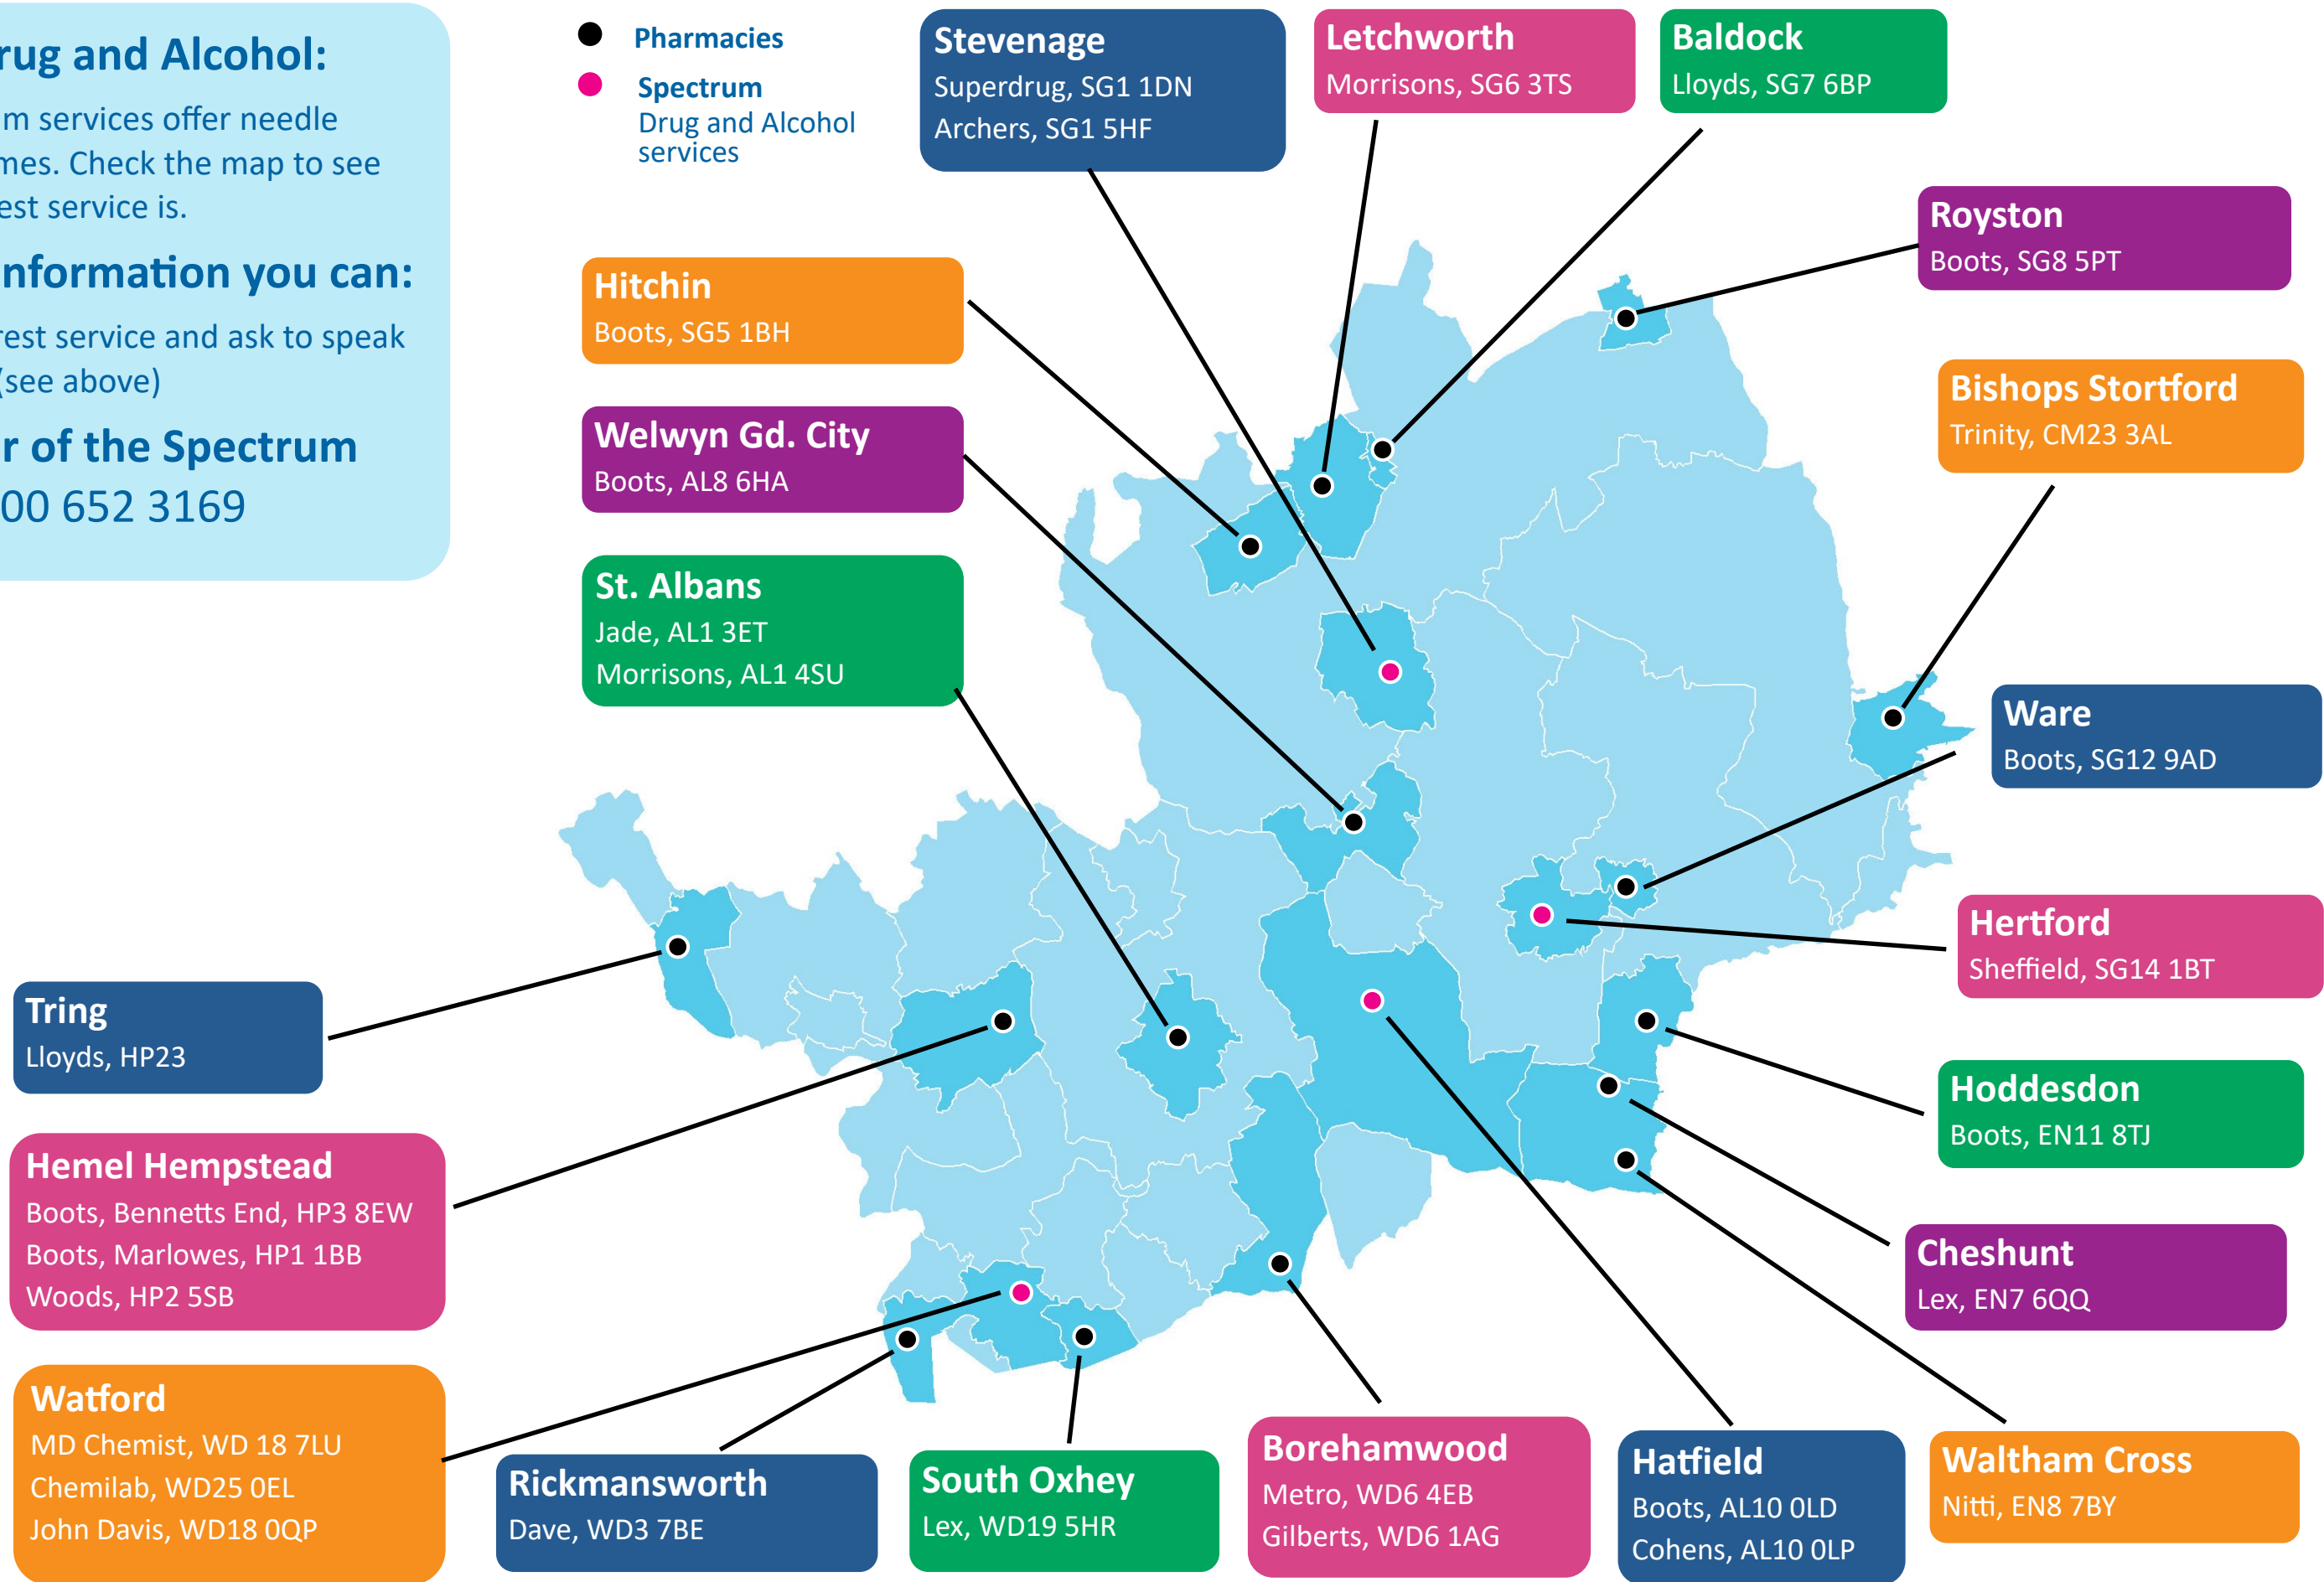 rug and Alcohol:
m services offer needle
mes. Check the map to see
est service is.
nformation you can:
rest service and ask to speak
(see above)
r of the Spectrum
00 652 3169
Pharmacies
Spectrum
Drug and Alcohol
services
Stevenage
Superdrug, SG1 1DN
Archers, SG1 5HF
Letchworth
Morrisons, SG6 3TS
Baldock
Lloyds, SG7 6BP
Royston
Boots, SG8 5PT
Hitchin
Boots, SG5 1BH
Bishops Stortford
Trinity, CM23 3AL
Welwyn Gd. City
Boots, AL8 6HA
St. Albans
Jade, AL1 3ET
Morrisons, AL1 4SU
Ware
Boots, SG12 9AD
Hertford
Sheffield, SG14 1BT
Tring
Lloyds, HP23
Hoddesdon
Boots, EN11 8TJ
Hemel Hempstead
Boots, Bennetts End, HP3 8EW
Boots, Marlowes, HP1 1BB
Woods, HP2 5SB
Cheshunt
Lex, EN7 6QQ
Watford
MD Chemist, WD 18 7LU
Chemilab, WD25 0EL
John Davis, WD18 0QP
Rickmansworth
Dave, WD3 7BE
South Oxhey
Lex, WD19 5HR
Borehamwood
Metro, WD6 4EB
Gilberts, WD6 1AG
Hatfield
Boots, AL10 0LD
Cohens, AL10 0LP
Waltham Cross
Nitti, EN8 7BY